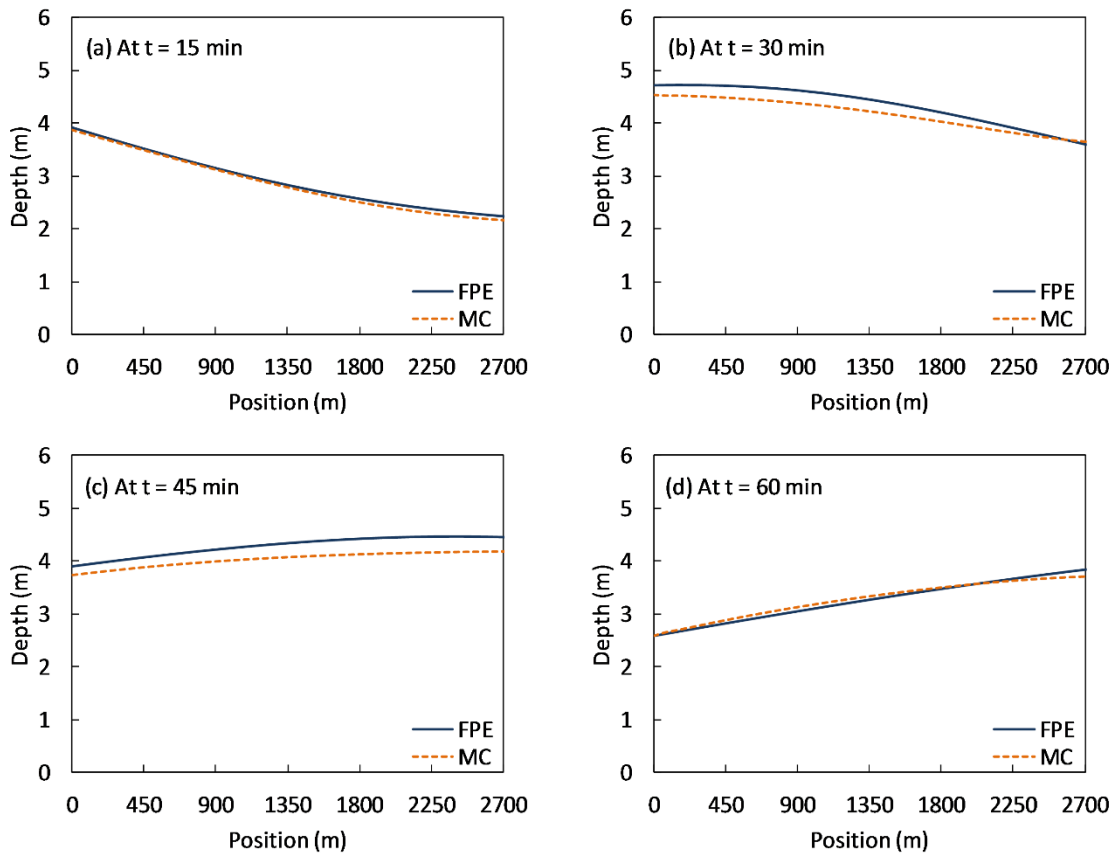 (a) At t = 15 min
Depth (m)
6
5
4
3
2
1
0
FPE
MC
0 450 900 1350 1800 2250 2700
Position (m)
(b) At t = 30 min
Depth (m)
6
5
4
3
2
1
0
FPE
MC
0 450 900 1350 1800 2250 2700
Position (m)
(c) At t = 45 min
Depth (m)
6
5
4
3
2
1
0
FPE
MC
0 450 900 1350 1800 2250 2700
Position (m)
(d) At t = 60 min
Depth (m)
6
5
4
3
2
1
0
FPE
MC
0 450 900 1350 1800 2250 2700
Position (m)